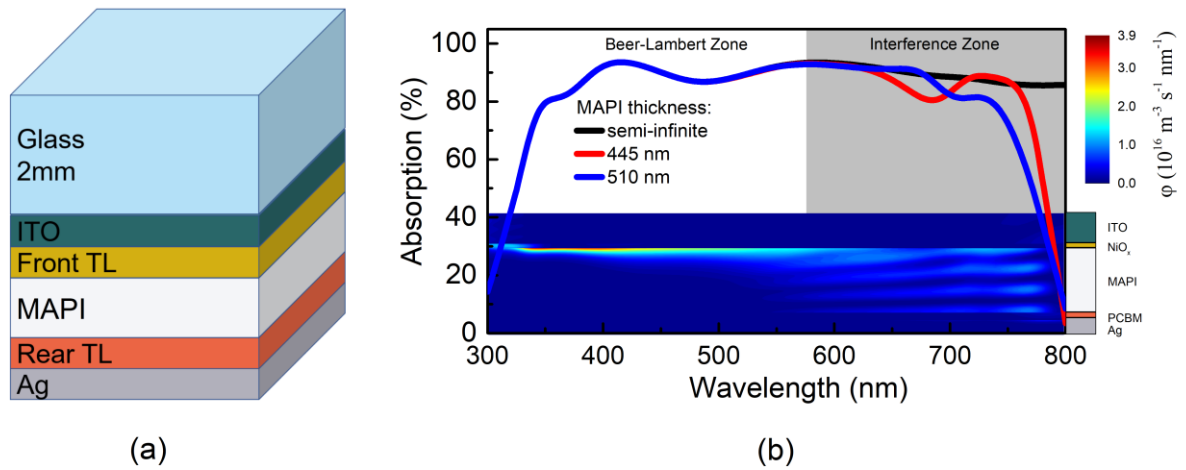 Glass
2mm
ITO
Front TL
MAPI
Rear TL
Ag
(a)
Beer-Lambert Zone
Interference Zone
MAPI thickness:
semi-infinite
445 nm
510 nm
Absorption (%)
100
80
60
40
20
0
300
400
500
600
700
800
Wavelength (nm)
3.9
3.0
2.0
1.0
0.0
φ (10¹⁶ m⁻³ s⁻¹ nm⁻¹)
ITO
NiOₓ
MAPI
PCBM
Ag
(b)